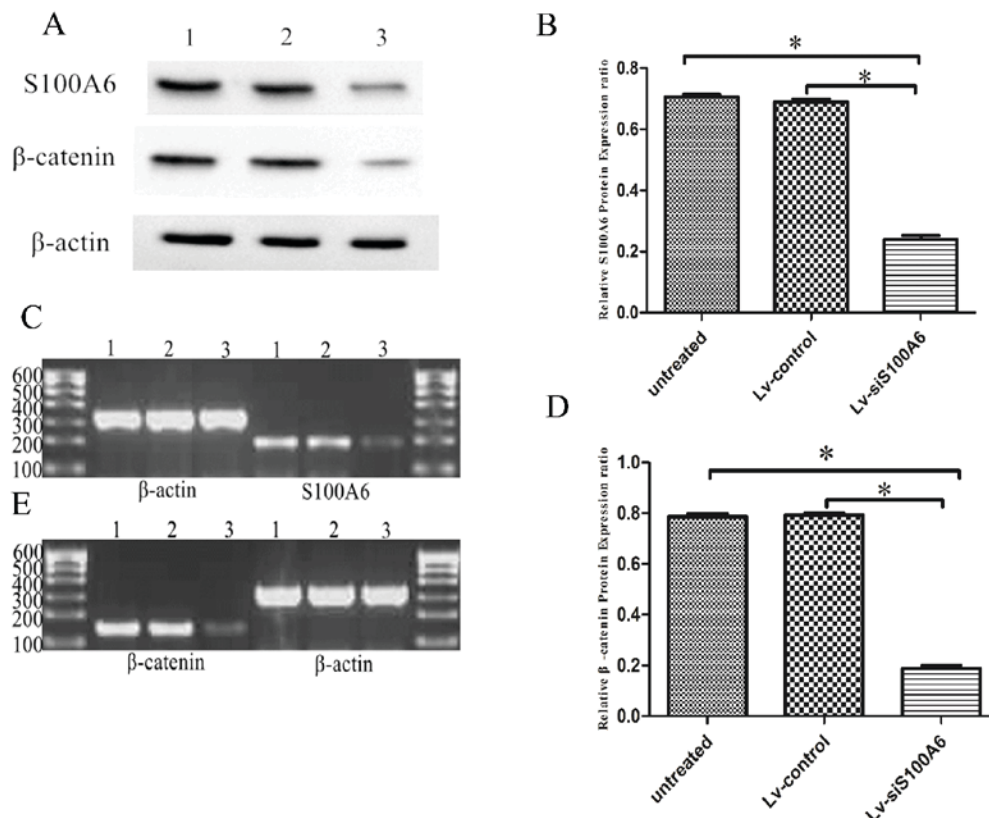 A
1 2 3
S100A6
β-catenin
β-actin
B
*
*
Relative S100A6 Protein Expression ratio
0.8
0.6
0.4
0.2
0.0
untreated
Lv-control
Lv-siS100A6
C
1 2 3 1 2 3
600
500
400
300
200
100
β-actin S100A6
D
*
*
Relative β -catenin Protein Expression ratio
1.0
0.8
0.6
0.4
0.2
0.0
untreated
Lv-control
Lv-siS100A6
E
1 2 3 1 2 3
600
500
400
300
200
100
β-catenin β-actin